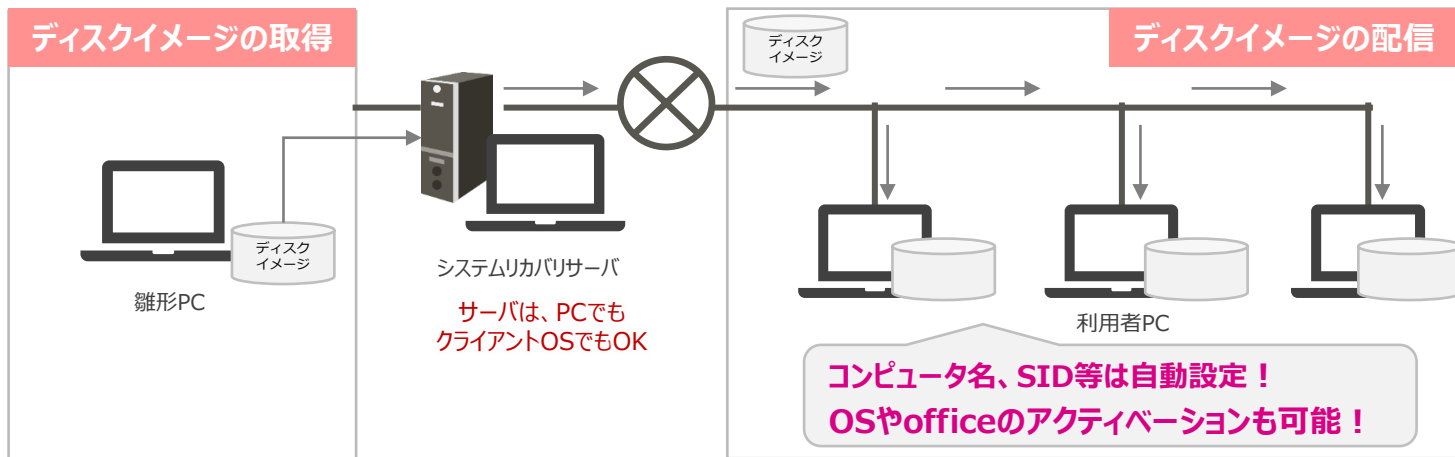 ディスクイメージの取得
ディスクイメージの配信
ディスク
イメージ
ディスク
イメージ
雛形PC
システムリカバリサーバ
サーバは、PCでも
クライアントOSでもOK
利用者PC
コンピュータ名、SID等は自動設定！
OSやofficeのアクティベーションも可能！